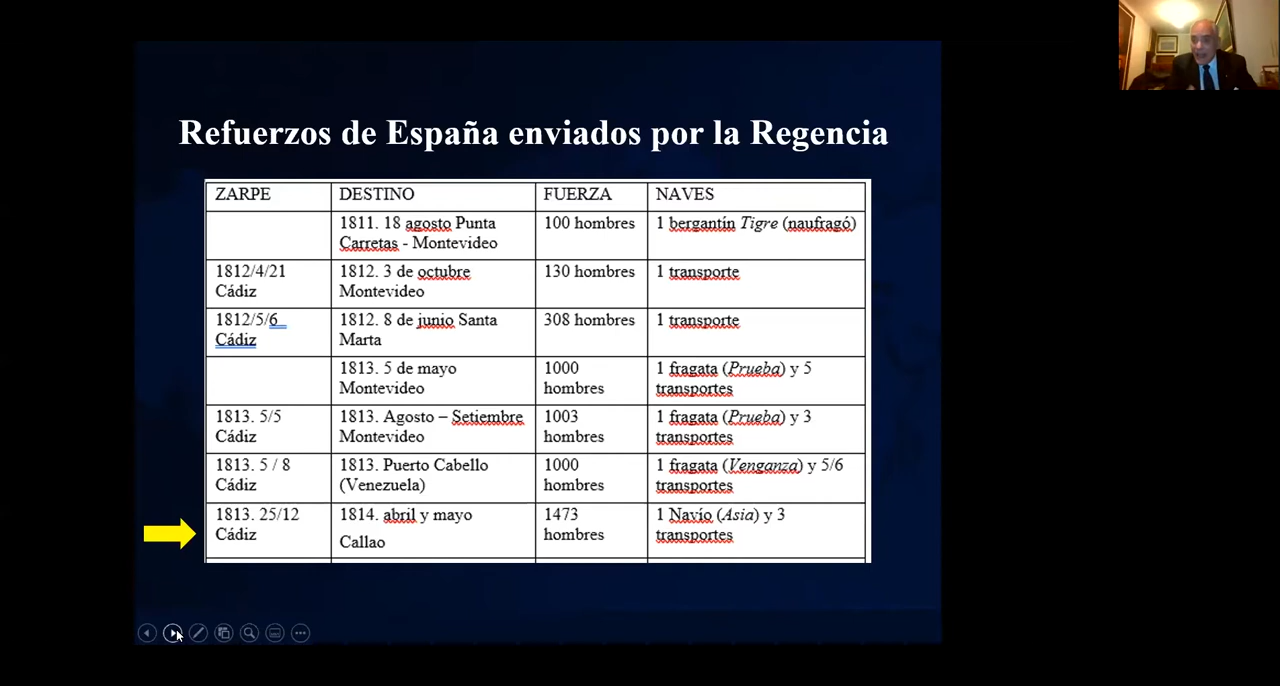 Refuerzos de España enviados por la Regencia
ZARPE DESTINO FUERZA NAVES
1811. 18 agosto Punta Carretas - Montevideo 100 hombres 1 bergantín Tigre (naufragó)
1812/4/21 Cádiz 1812. 3 de octubre Montevideo 130 hombres 1 transporte
1812/5/6 Cádiz 1812. 8 de junio Santa Marta 308 hombres 1 transporte
1813. 5 de mayo Montevideo 1000 hombres 1 fragata (Prueba) y 5 transportes
1813. 5/5 Cádiz 1813. Agosto – Setiembre Montevideo 1003 hombres 1 fragata (Prueba) y 3 transportes
1813. 5 / 8 Cádiz 1813. Puerto Cabello (Venezuela) 1000 hombres 1 fragata (Venganza) y 5/6 transportes
1813. 25/12 Cádiz 1814. abril y mayo Callao 1473 hombres 1 Navío (Asia) y 3 transportes